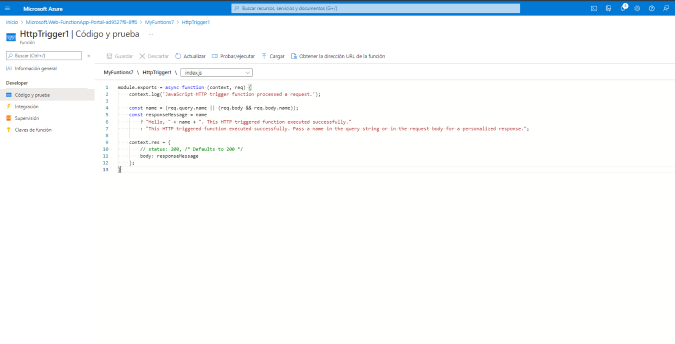 Microsoft Azure
Buscar recursos, servicios y documentos (G+/)
Inicio > Microsoft.Web-FunctionApp-Portal-ad9527f8-8ff6 > MyFuntions7 > HttpTrigger1
HttpTrigger1 | Código y prueba ...
Función
Buscar (Ctrl+/)
Guardar Descartar Actualizar Probar/ejecutar Cargar Obtener la dirección URL de la función
Información general
MyFuntions7 \ HttpTrigger1 \ index.js
Developer
Código y prueba
Integración
Supervisión
Claves de función
1 module.exports = async function (context, req) {
2 context.log('JavaScript HTTP trigger function processed a request.');
3
4 const name = (req.query.name || (req.body && req.body.name));
5 const responseMessage = name
6 ? "Hello, " + name + ". This HTTP triggered function executed successfully."
7 : "This HTTP triggered function executed successfully. Pass a name in the query string or in the request body for a personalized response.";
8
9 context.res = {
10 // status: 200, /* Defaults to 200 */
11 body: responseMessage
12 };
13 }